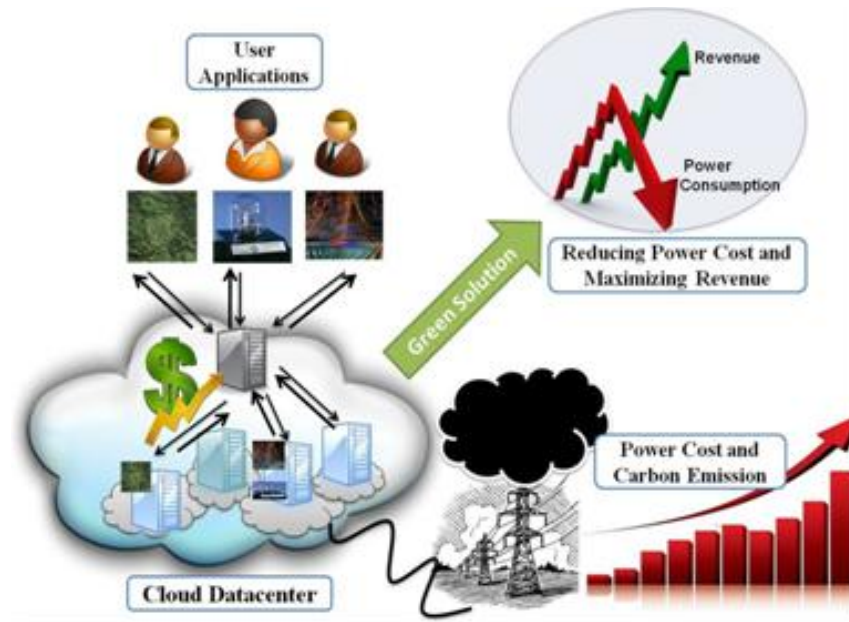 User
Applications
Revenue
Power
Consumption
Reducing Power Cost and
Maximizing Revenue
Green Solution
$
Power Cost and
Carbon Emission
Cloud Datacenter